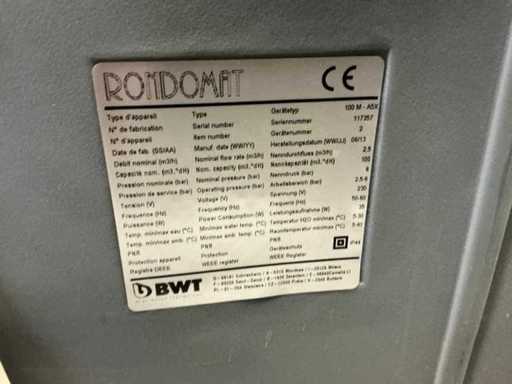 RONDOMAT CE
Type d'appareil Type Gerätetyp 100 M - A5X
N° de fabrication Serial number Seriennummer 117357
N° Item number Gerätenummer 2
Date de fab. (SS/AA) Manuf. date (WW/YY) Herstellungsdatum (WW/JJ) 06/13
Débit nominal (m3/h) Nominal flow rate (m3/h) Nenndurchfluss (m3/h) 2,5
Capacité nom. (m3.°dH) Nom. capacity (m3.°dH) Nennkapazität (m3.°dH) 100
Pression nominale (bar) Nominal pressure (bar) Nenndruck (bar)
Pression de service (bar) Operating pressure (bar) Arbeitsbereich (bar) 2.5-8
Tension (V) Voltage (V) Spannung (V) 230
Frequence (Hz) Frequency (Hz) Frequenz (Hz) 50-60
Puissance (W) Power Consumption (W) Leistungsaufnahme (W) 35
Temp. min/max eau (°C) Min/max water temp. (°C) Temperatur H2O min/max (°C) 5-30
Temp. min/max amb. (°C) Min/max amb. temp. (°C) Raumtemperatur min/max (°C) 5-40
PNR PNR PNR
Protection appareil Protection Geräteschutz IP44
Registre DEEE WEEE register WEEE Register
BWT